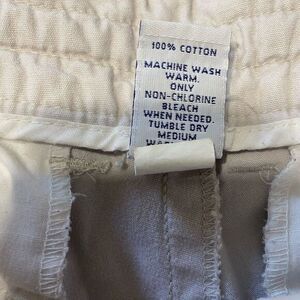 100% COTTON
MACHINE WASH
WARM.
ONLY
NON-CHLORINE
BLEACH
WHEN NEEDED.
TUMBLE DRY
MEDIUM